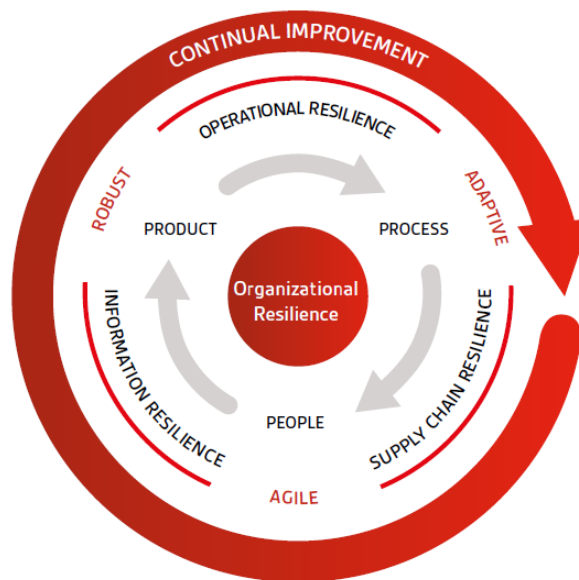 CONTINUAL IMPROVEMENT
OPERATIONAL RESILIENCE
ROBUST
ADAPTIVE
PRODUCT
PROCESS
Organizational
Resilience
INFORMATION RESILIENCE
SUPPLY CHAIN RESILIENCE
PEOPLE
AGILE